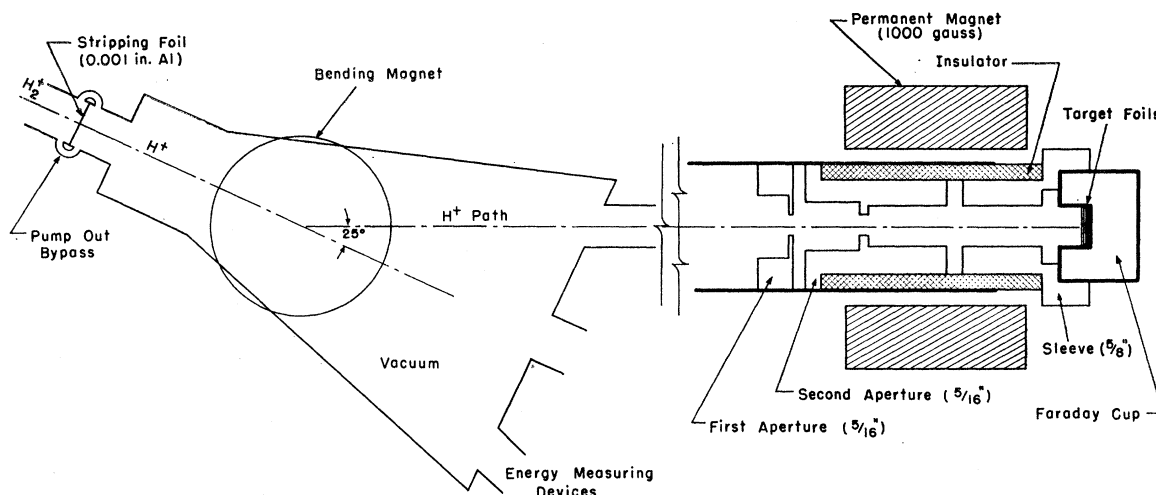 Stripping Foil
(0.001 in. Al)
H₂⁺
H⁺
Pump Out
Bypass
Bending Magnet
H⁺ Path
25°
Vacuum
Energy Measuring
Devices
Permanent Magnet
(1000 gauss)
Insulator
Target Foils
Sleeve (5/8")
Second Aperture (5/16")
First Aperture (5/16")
Faraday Cup